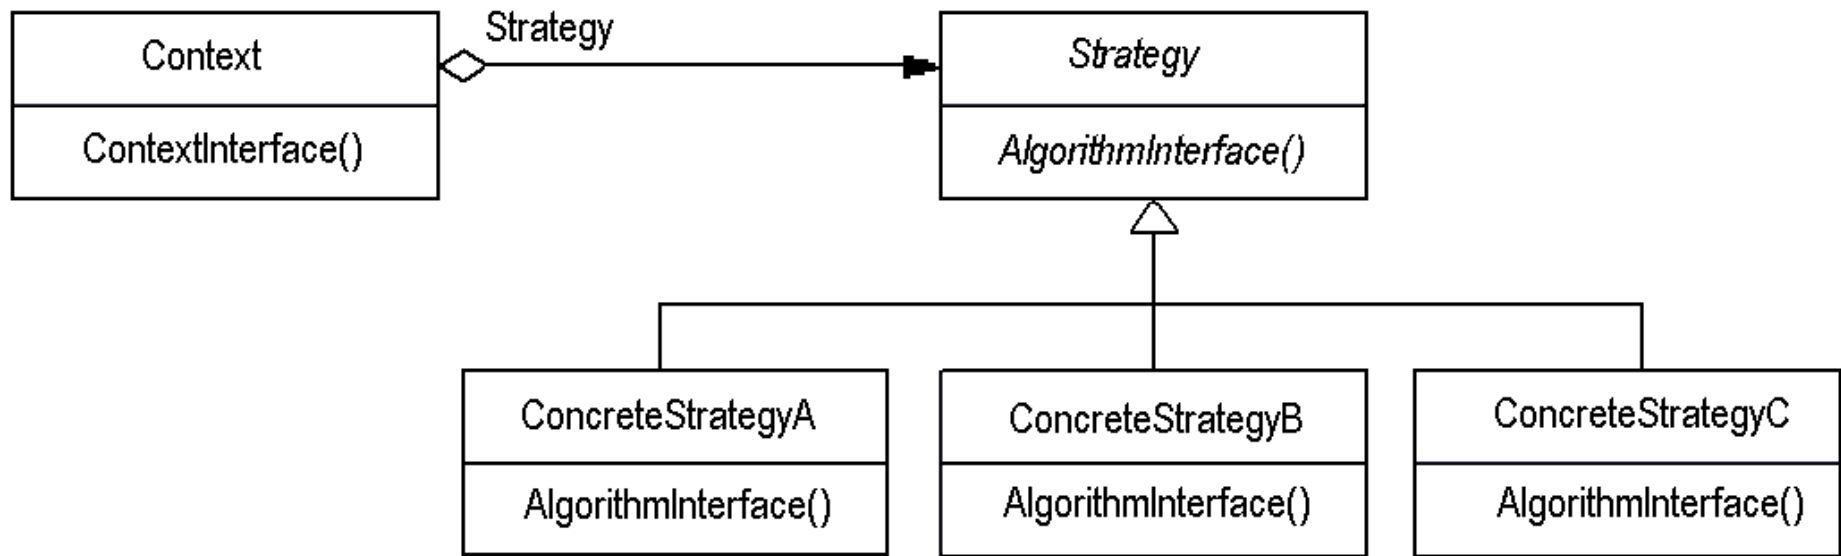 Context
ContextInterface()
Strategy
Strategy
AlgorithmInterface()
ConcreteStrategyA
AlgorithmInterface()
ConcreteStrategyB
AlgorithmInterface()
ConcreteStrategyC
AlgorithmInterface()